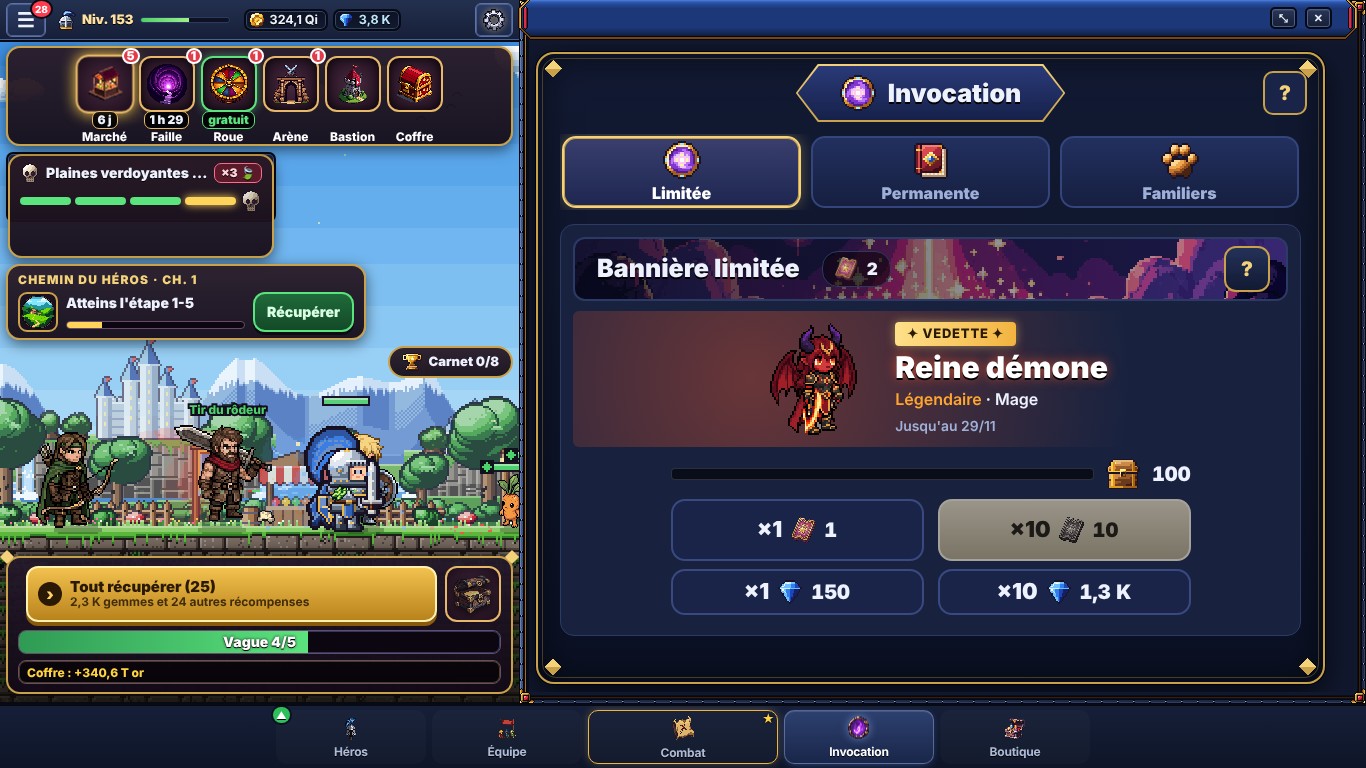 28
Niv. 153
324,1 Qi
3,8 K
5
1
1
1
6 j
1 h 29
gratuit
Marché
Faille
Roue
Arène
Bastion
Coffre
Plaines verdoyantes ...
×3
CHEMIN DU HÉROS · CH. 1
Atteins l'étape 1-5
Récupérer
Carnet 0/8
Tir du rôdeur
Tout récupérer (25)
2,3 K gemmes et 24 autres récompenses
Vague 4/5
Coffre : +340,6 T or
Invocation
?
Limitée
Permanente
Familiers
Bannière limitée
2
?
✦ VEDETTE ✦
Reine démone
Légendaire · Mage
Jusqu'au 29/11
100
×1 1
×10 10
×1 150
×10 1,3 K
Héros
Équipe
Combat
Invocation
Boutique